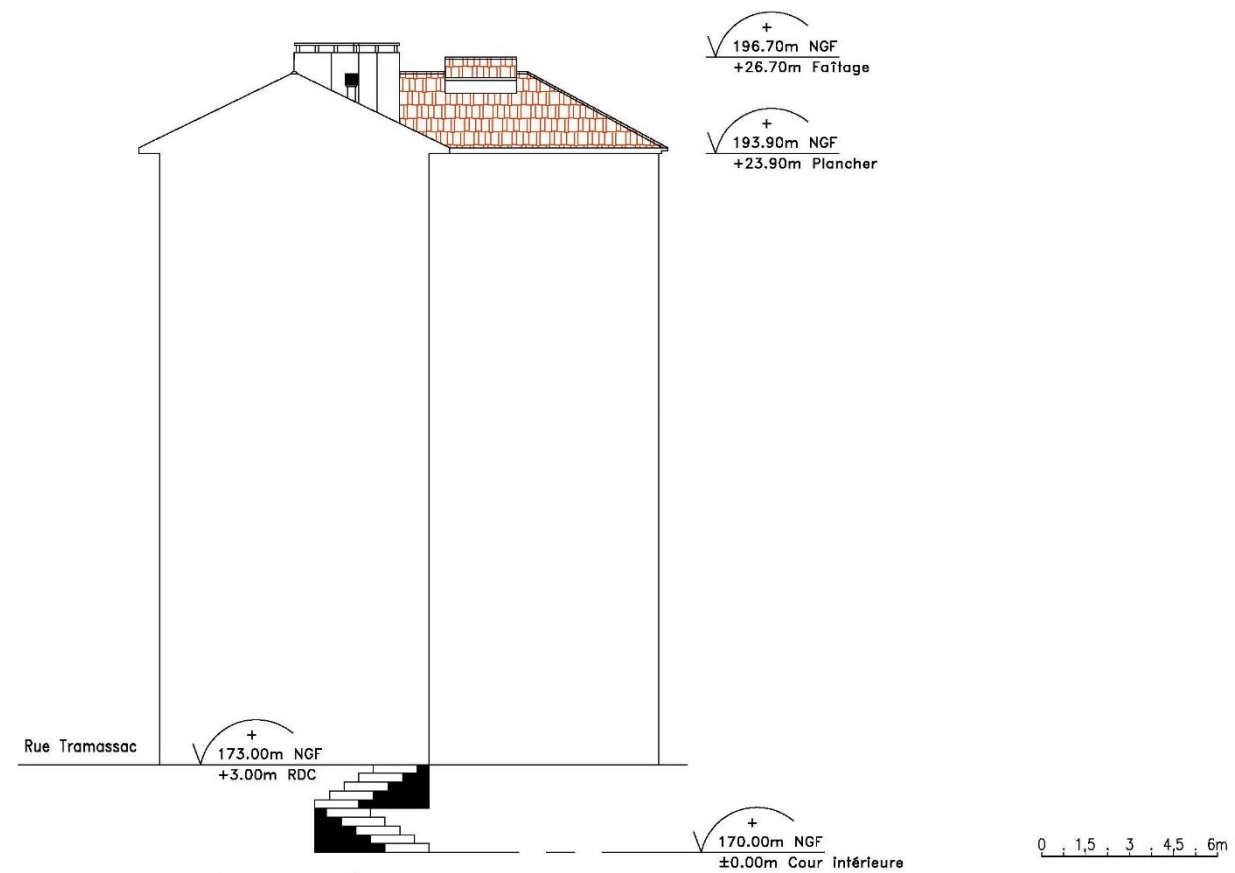 +
196.70m NGF
+26.70m Faîtage
+
193.90m NGF
+23.90m Plancher
Rue Tramassac
+
173.00m NGF
+3.00m RDC
+
170.00m NGF
±0.00m Cour intérieure
0 1,5 3 4,5 6m